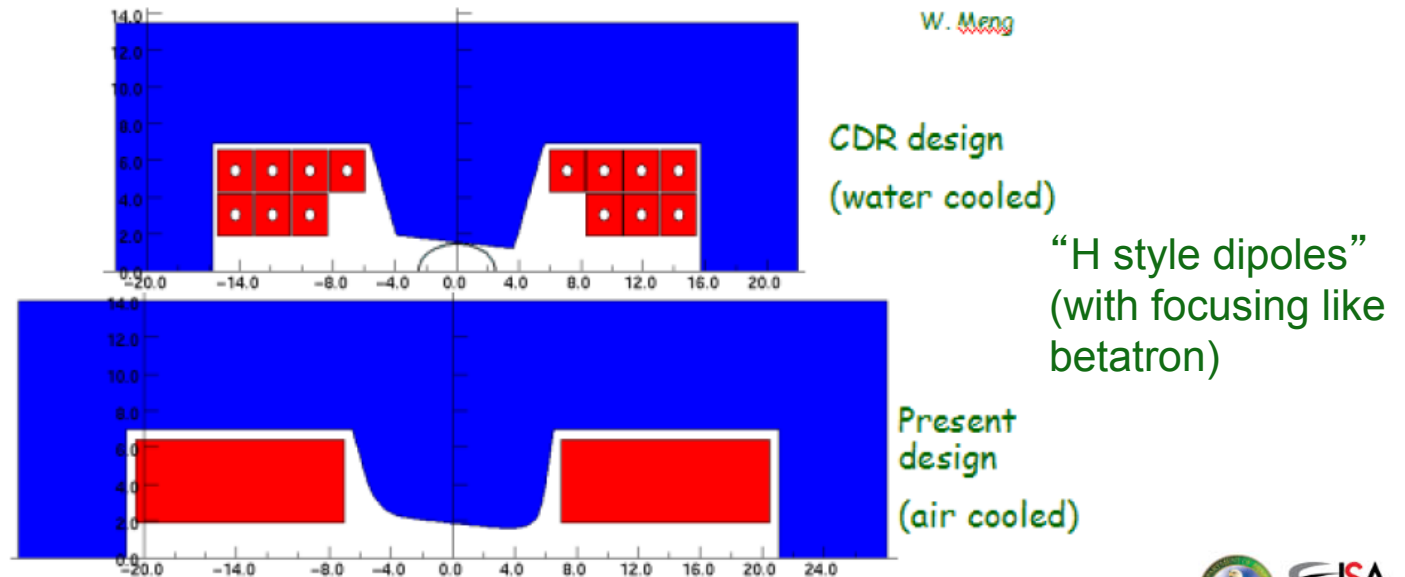 W. Meng
14.0
12.0
10.0
8.0
6.0
4.0
2.0
0.0
-20.0 -14.0 -8.0 -4.0 0.0 4.0 8.0 12.0 16.0 20.0
CDR design
(water cooled)
“H style dipoles”
(with focusing like
betatron)
14.0
12.0
10.0
8.0
6.0
4.0
2.0
0.0
-20.0 -14.0 -8.0 -4.0 0.0 4.0 8.0 12.0 16.0 20.0 24.0
Present
design
(air cooled)